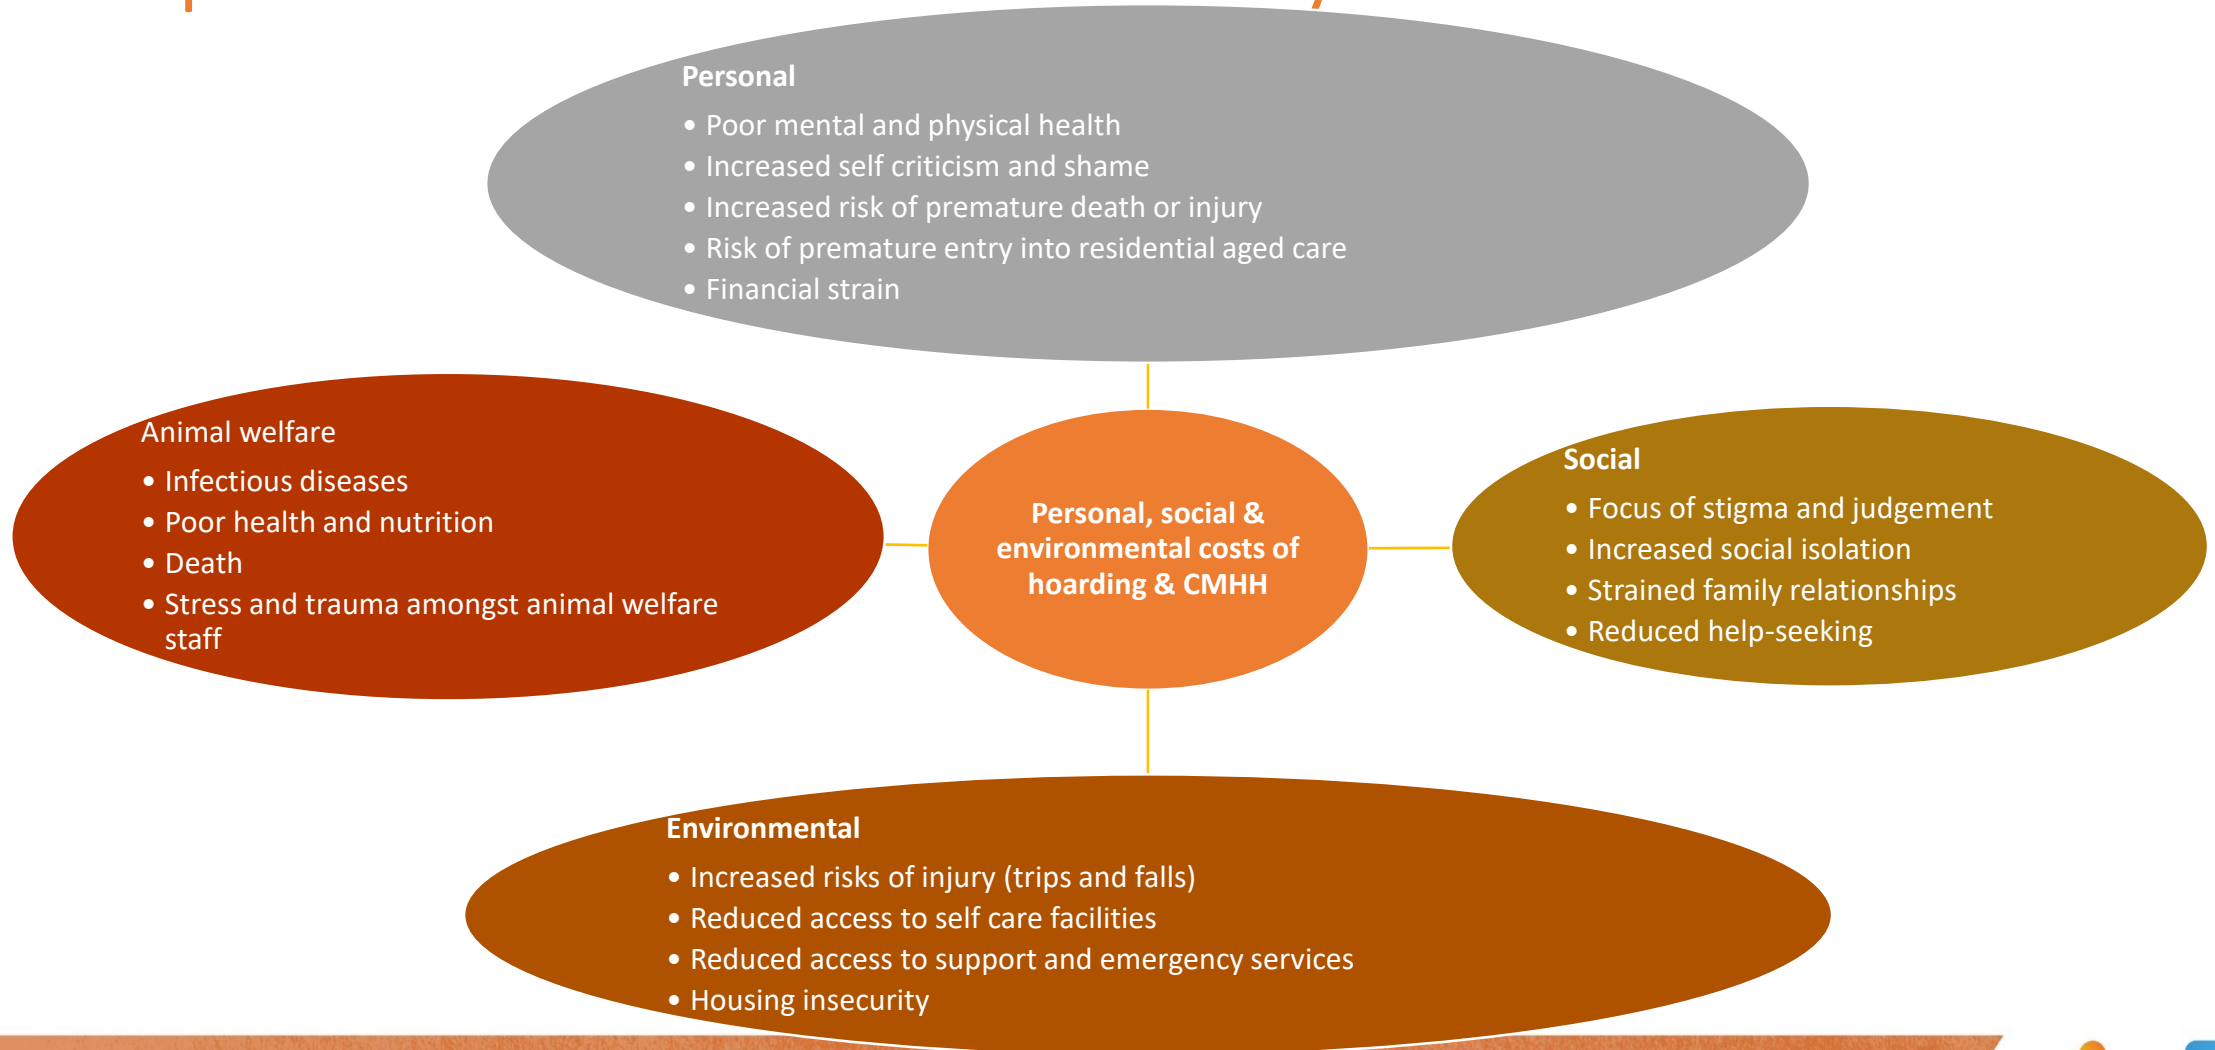 Personal
• Poor mental and physical health
• Increased self criticism and shame
• Increased risk of premature death or injury
• Risk of premature entry into residential aged care
• Financial strain
Animal welfare
• Infectious diseases
• Poor health and nutrition
• Death
• Stress and trauma amongst animal welfare
staff
Personal, social &
environmental costs of
hoarding & CMHH
Social
• Focus of stigma and judgement
• Increased social isolation
• Strained family relationships
• Reduced help-seeking
Environmental
• Increased risks of injury (trips and falls)
• Reduced access to self care facilities
• Reduced access to support and emergency services
• Housing insecurity